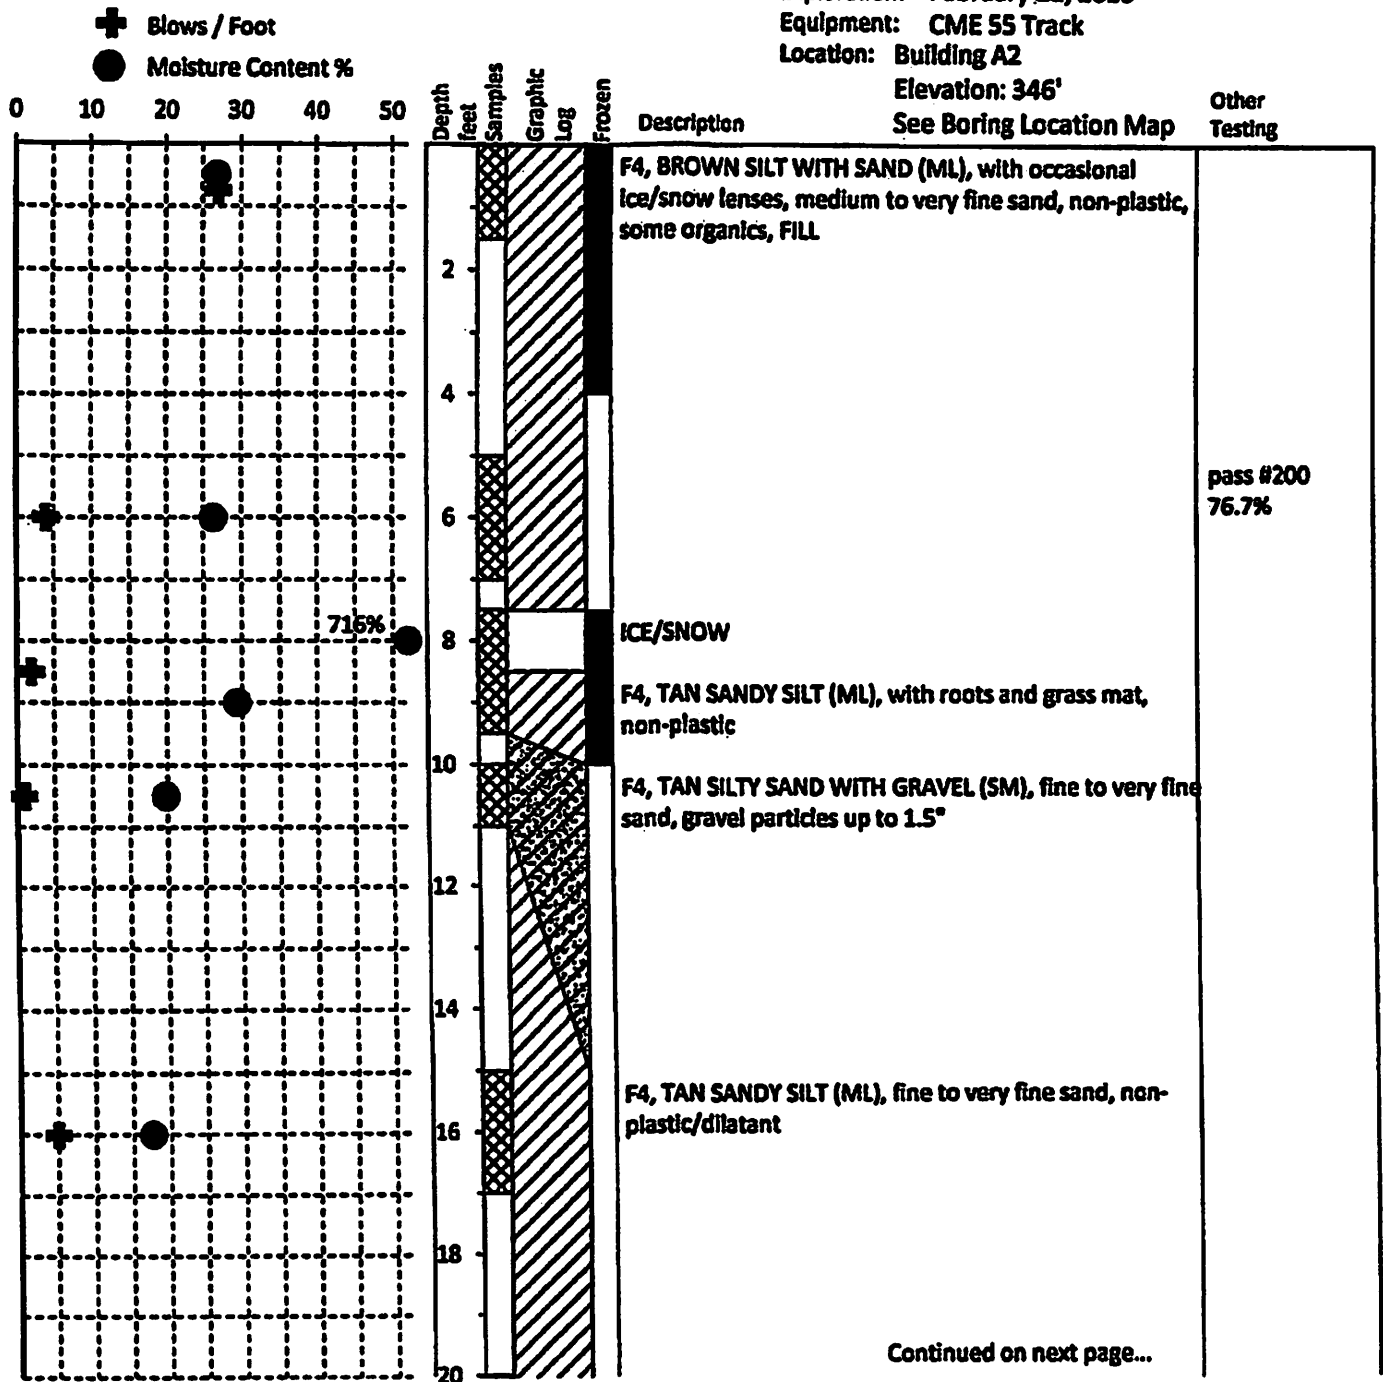 Blows / Foot
Moisture Content %
Equipment: CME 55 Track
Location: Building A2
Elevation: 346'
See Boring Location Map
0 10 20 30 40 50
Depth feet
Samples
Graphic Log
Frozen
Description
Other Testing
F4, BROWN SILT WITH SAND (ML), with occasional
ice/snow lenses, medium to very fine sand, non-plastic,
some organics, FILL
2
4
pass #200
76.7%
6
716%
8
ICE/SNOW
F4, TAN SANDY SILT (ML), with roots and grass mat,
non-plastic
10
F4, TAN SILTY SAND WITH GRAVEL (SM), fine to very fine
sand, gravel particles up to 1.5"
12
14
F4, TAN SANDY SILT (ML), fine to very fine sand, non-
plastic/dilatant
16
18
Continued on next page...
20